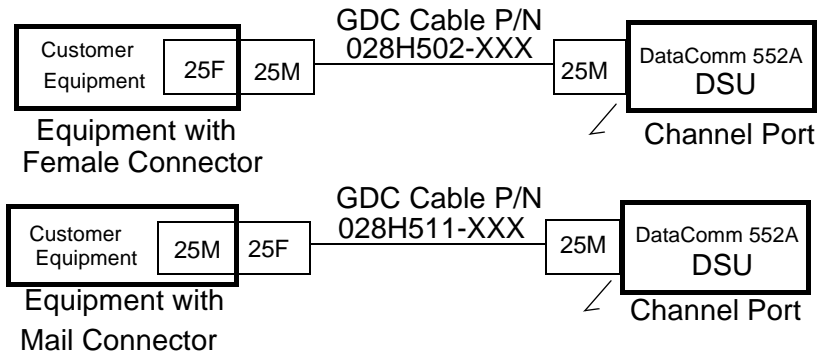 GDC Cable P/N
028H502-XXX
Customer
Equipment
25F
25M
25M
DataComm 552A
DSU
Equipment with
Female Connector
Channel Port
GDC Cable P/N
028H511-XXX
Customer
Equipment
25M
25F
25M
DataComm 552A
DSU
Equipment with
Mail Connector
Channel Port